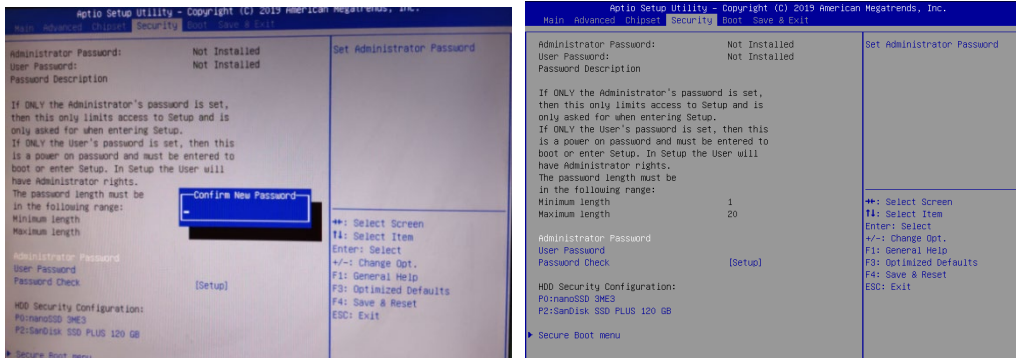 Aptio Setup Utility – Copyright (C) 2019 American Megatrends, Inc.
Main Advanced Chipset Security Boot Save & Exit
Administrator Password: Not Installed
User Password: Not Installed
Password Description
If ONLY the Administrator's password is set,
then this only limits access to Setup and is
only asked for when entering Setup.
If ONLY the User's password is set, then this
is a power on password and must be entered to
boot or enter Setup. In Setup the User will
have Administrator rights.
The password length must be
in the following range:
Minimum length
Maximum length
Administrator Password
User Password
Password Check [Setup]
HDD Security Configuration:
P0:nanoSSD 3ME3
P2:SanDisk SSD PLUS 120 GB
Secure Boot menu
Confirm New Password
Set Administrator Password
↔: Select Screen
↑↓: Select Item
Enter: Select
+/-: Change Opt.
F1: General Help
F3: Optimized Defaults
F4: Save & Reset
ESC: Exit
Aptio Setup Utility – Copyright (C) 2019 American Megatrends, Inc.
Main Advanced Chipset Security Boot Save & Exit
Administrator Password: Not Installed
User Password: Not Installed
Password Description
If ONLY the Administrator's password is set,
then this only limits access to Setup and is
only asked for when entering Setup.
If ONLY the User's password is set, then this
is a power on password and must be entered to
boot or enter Setup. In Setup the User will
have Administrator rights.
The password length must be
in the following range:
Minimum length 1
Maximum length 20
Administrator Password
User Password
Password Check [Setup]
HDD Security Configuration:
P0:nanoSSD 3ME3
P2:SanDisk SSD PLUS 120 GB
Secure Boot menu
Set Administrator Password
↔: Select Screen
↑↓: Select Item
Enter: Select
+/-: Change Opt.
F1: General Help
F3: Optimized Defaults
F4: Save & Reset
ESC: Exit